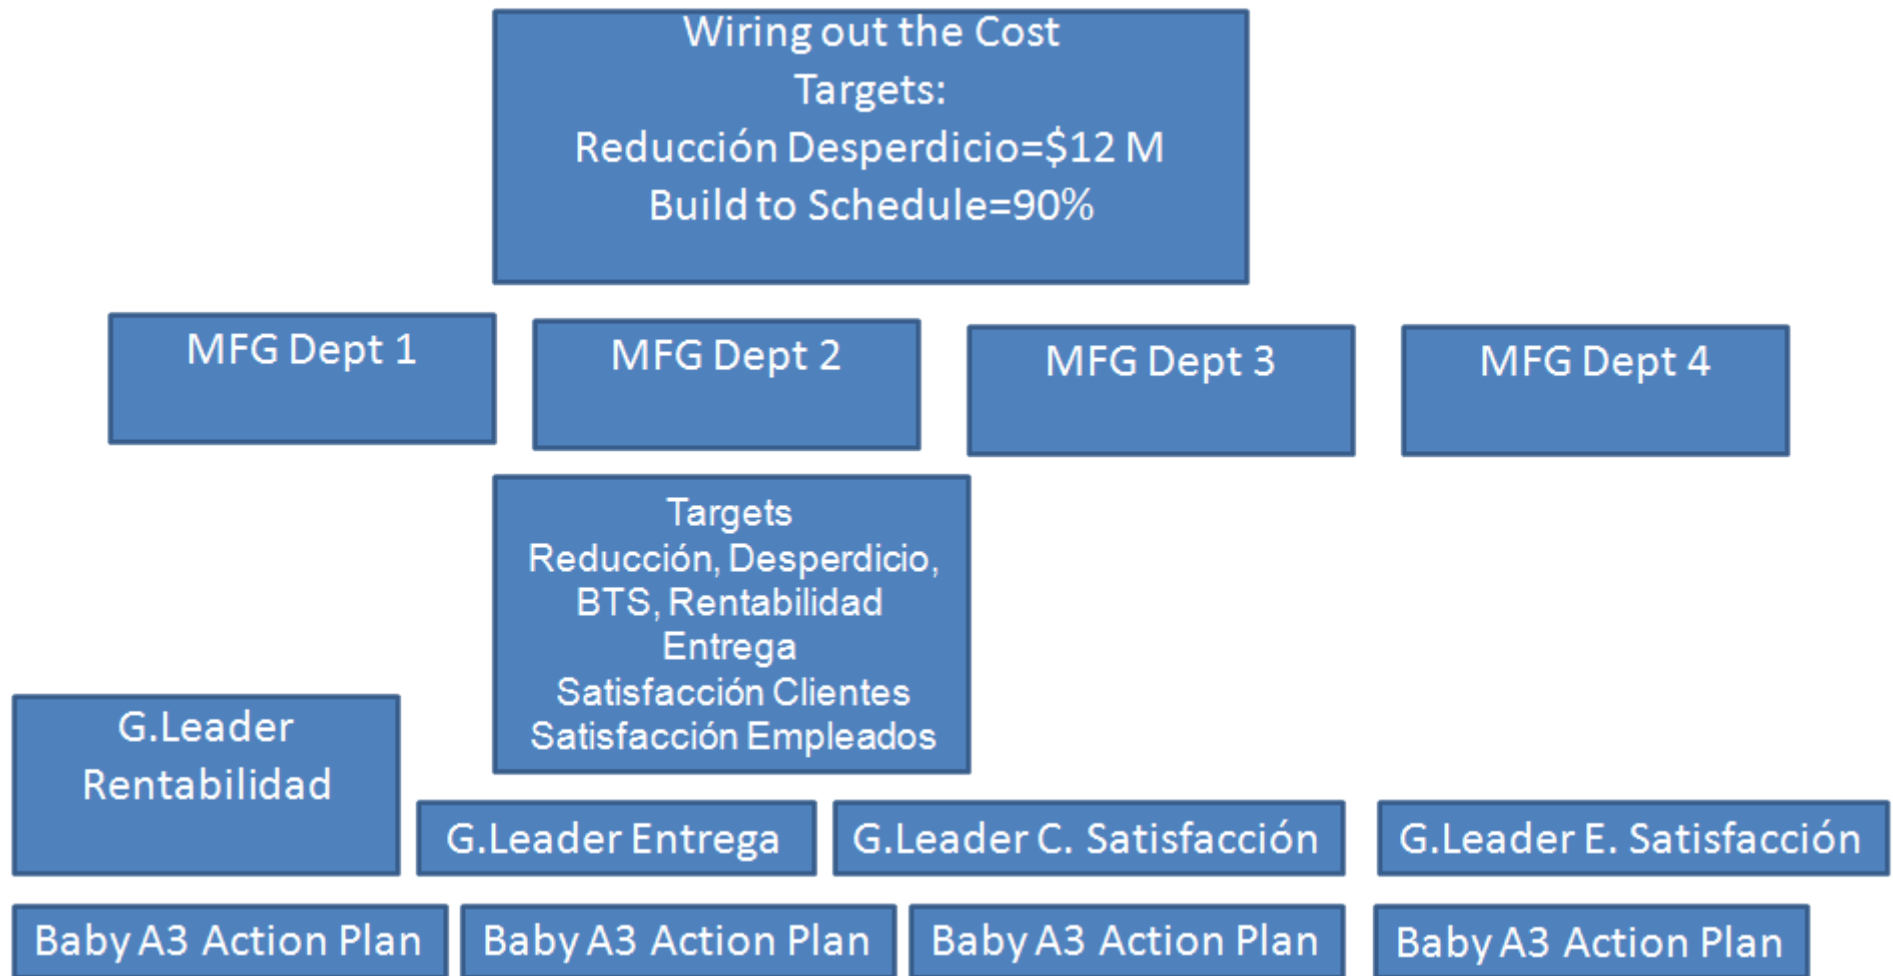 Wiring out the Cost
Targets:
Reducción Desperdicio=$12 M
Build to Schedule=90%
MFG Dept 1
MFG Dept 2
MFG Dept 3
MFG Dept 4
Targets
Reducción, Desperdicio,
BTS, Rentabilidad
Entrega
Satisfacción Clientes
Satisfacción Empleados
G.Leader
Rentabilidad
G.Leader Entrega
G.Leader C. Satisfacción
G.Leader E. Satisfacción
Baby A3 Action Plan
Baby A3 Action Plan
Baby A3 Action Plan
Baby A3 Action Plan